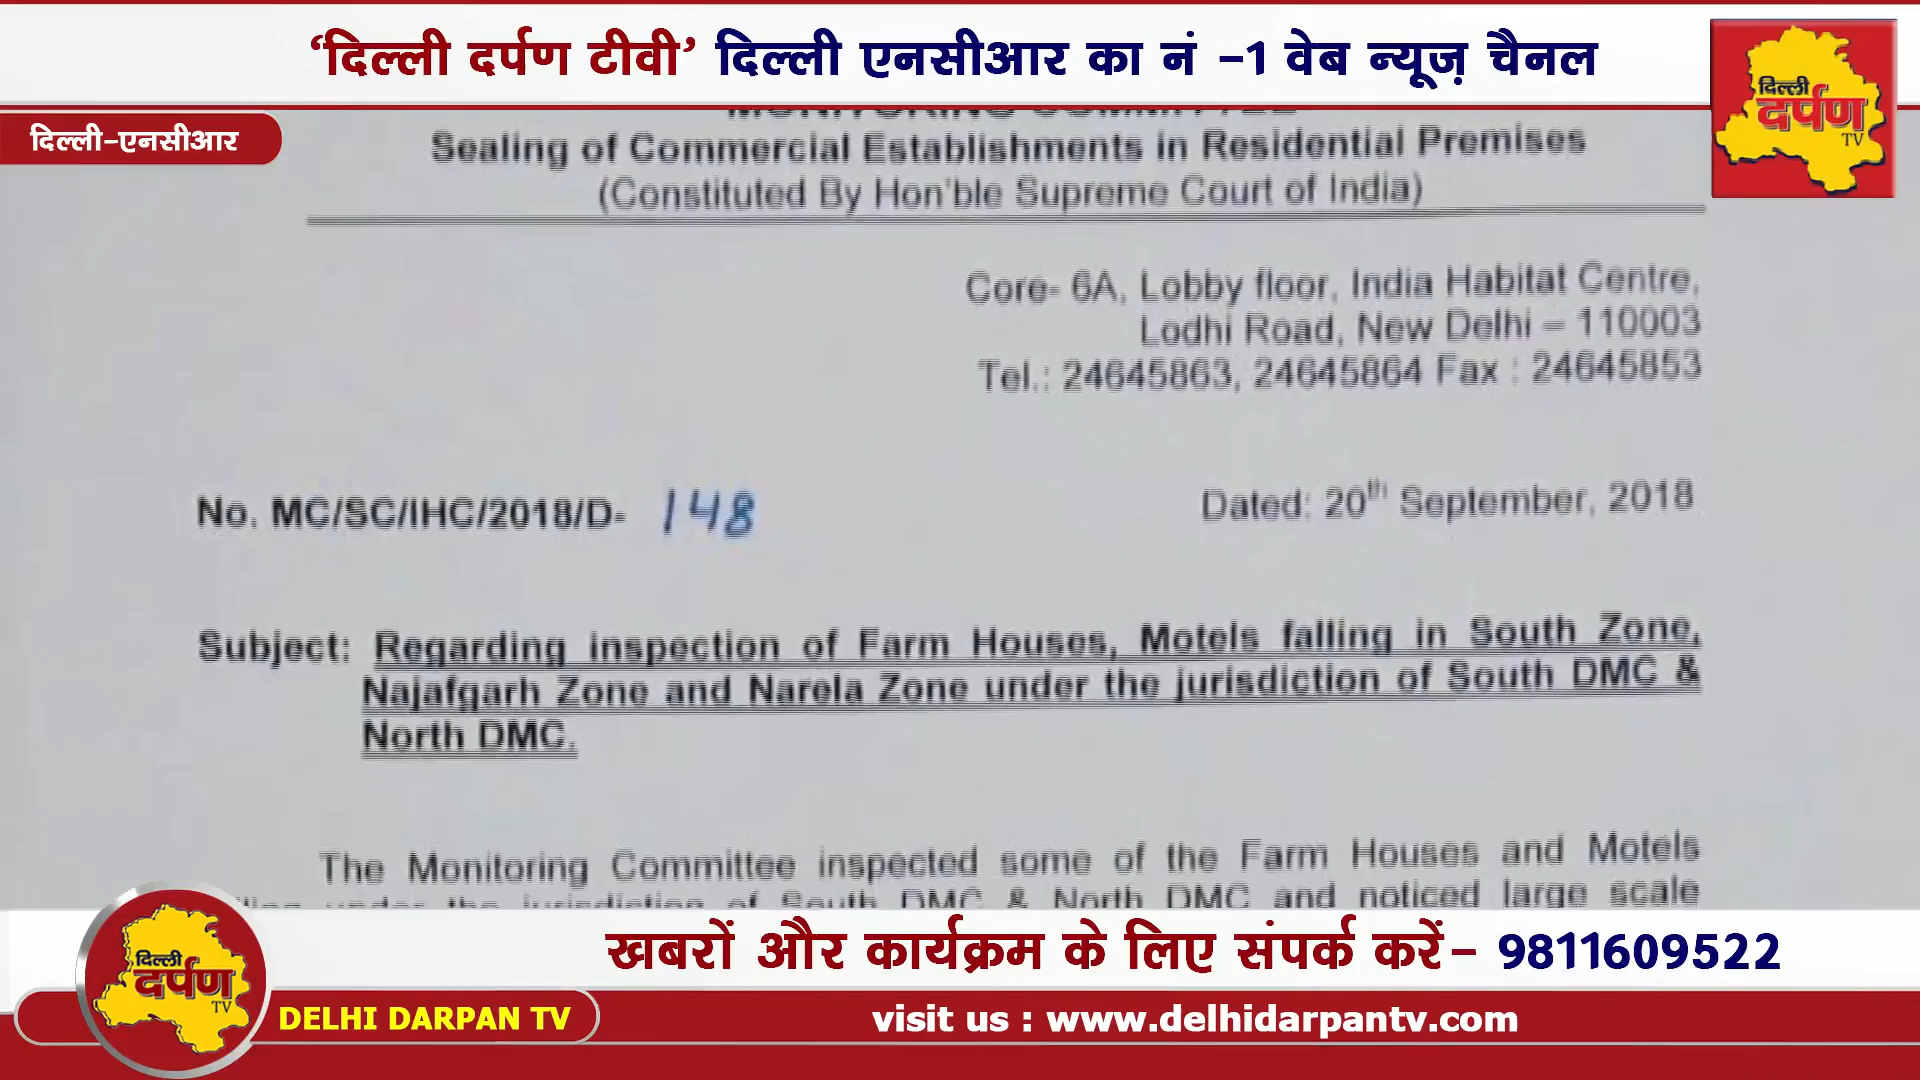 ‘दिल्ली दर्पण टीवी’ दिल्ली एनसीआर का नं -1 वेब न्यूज़ चैनल
दिल्ली दर्पण TV
दिल्ली-एनसीआर
MONITORING COMMITTEE
Sealing of Commercial Establishments in Residential Premises
(Constituted By Hon'ble Supreme Court of India)
Core- 6A, Lobby floor, India Habitat Centre,
Lodhi Road, New Delhi – 110003
Tel.: 24645863, 24645864 Fax : 24645853
No. MC/SC/IHC/2018/D- 148
Dated: 20th September, 2018
Subject: Regarding inspection of Farm Houses, Motels falling in South Zone,
Najafgarh Zone and Narela Zone under the jurisdiction of South DMC &
North DMC.
The Monitoring Committee inspected some of the Farm Houses and Motels
under the jurisdiction of South DMC & North DMC and noticed large scale
खबरों और कार्यक्रम के लिए संपर्क करें- 9811609522
दिल्ली दर्पण TV
DELHI DARPAN TV
visit us : www.delhidarpantv.com